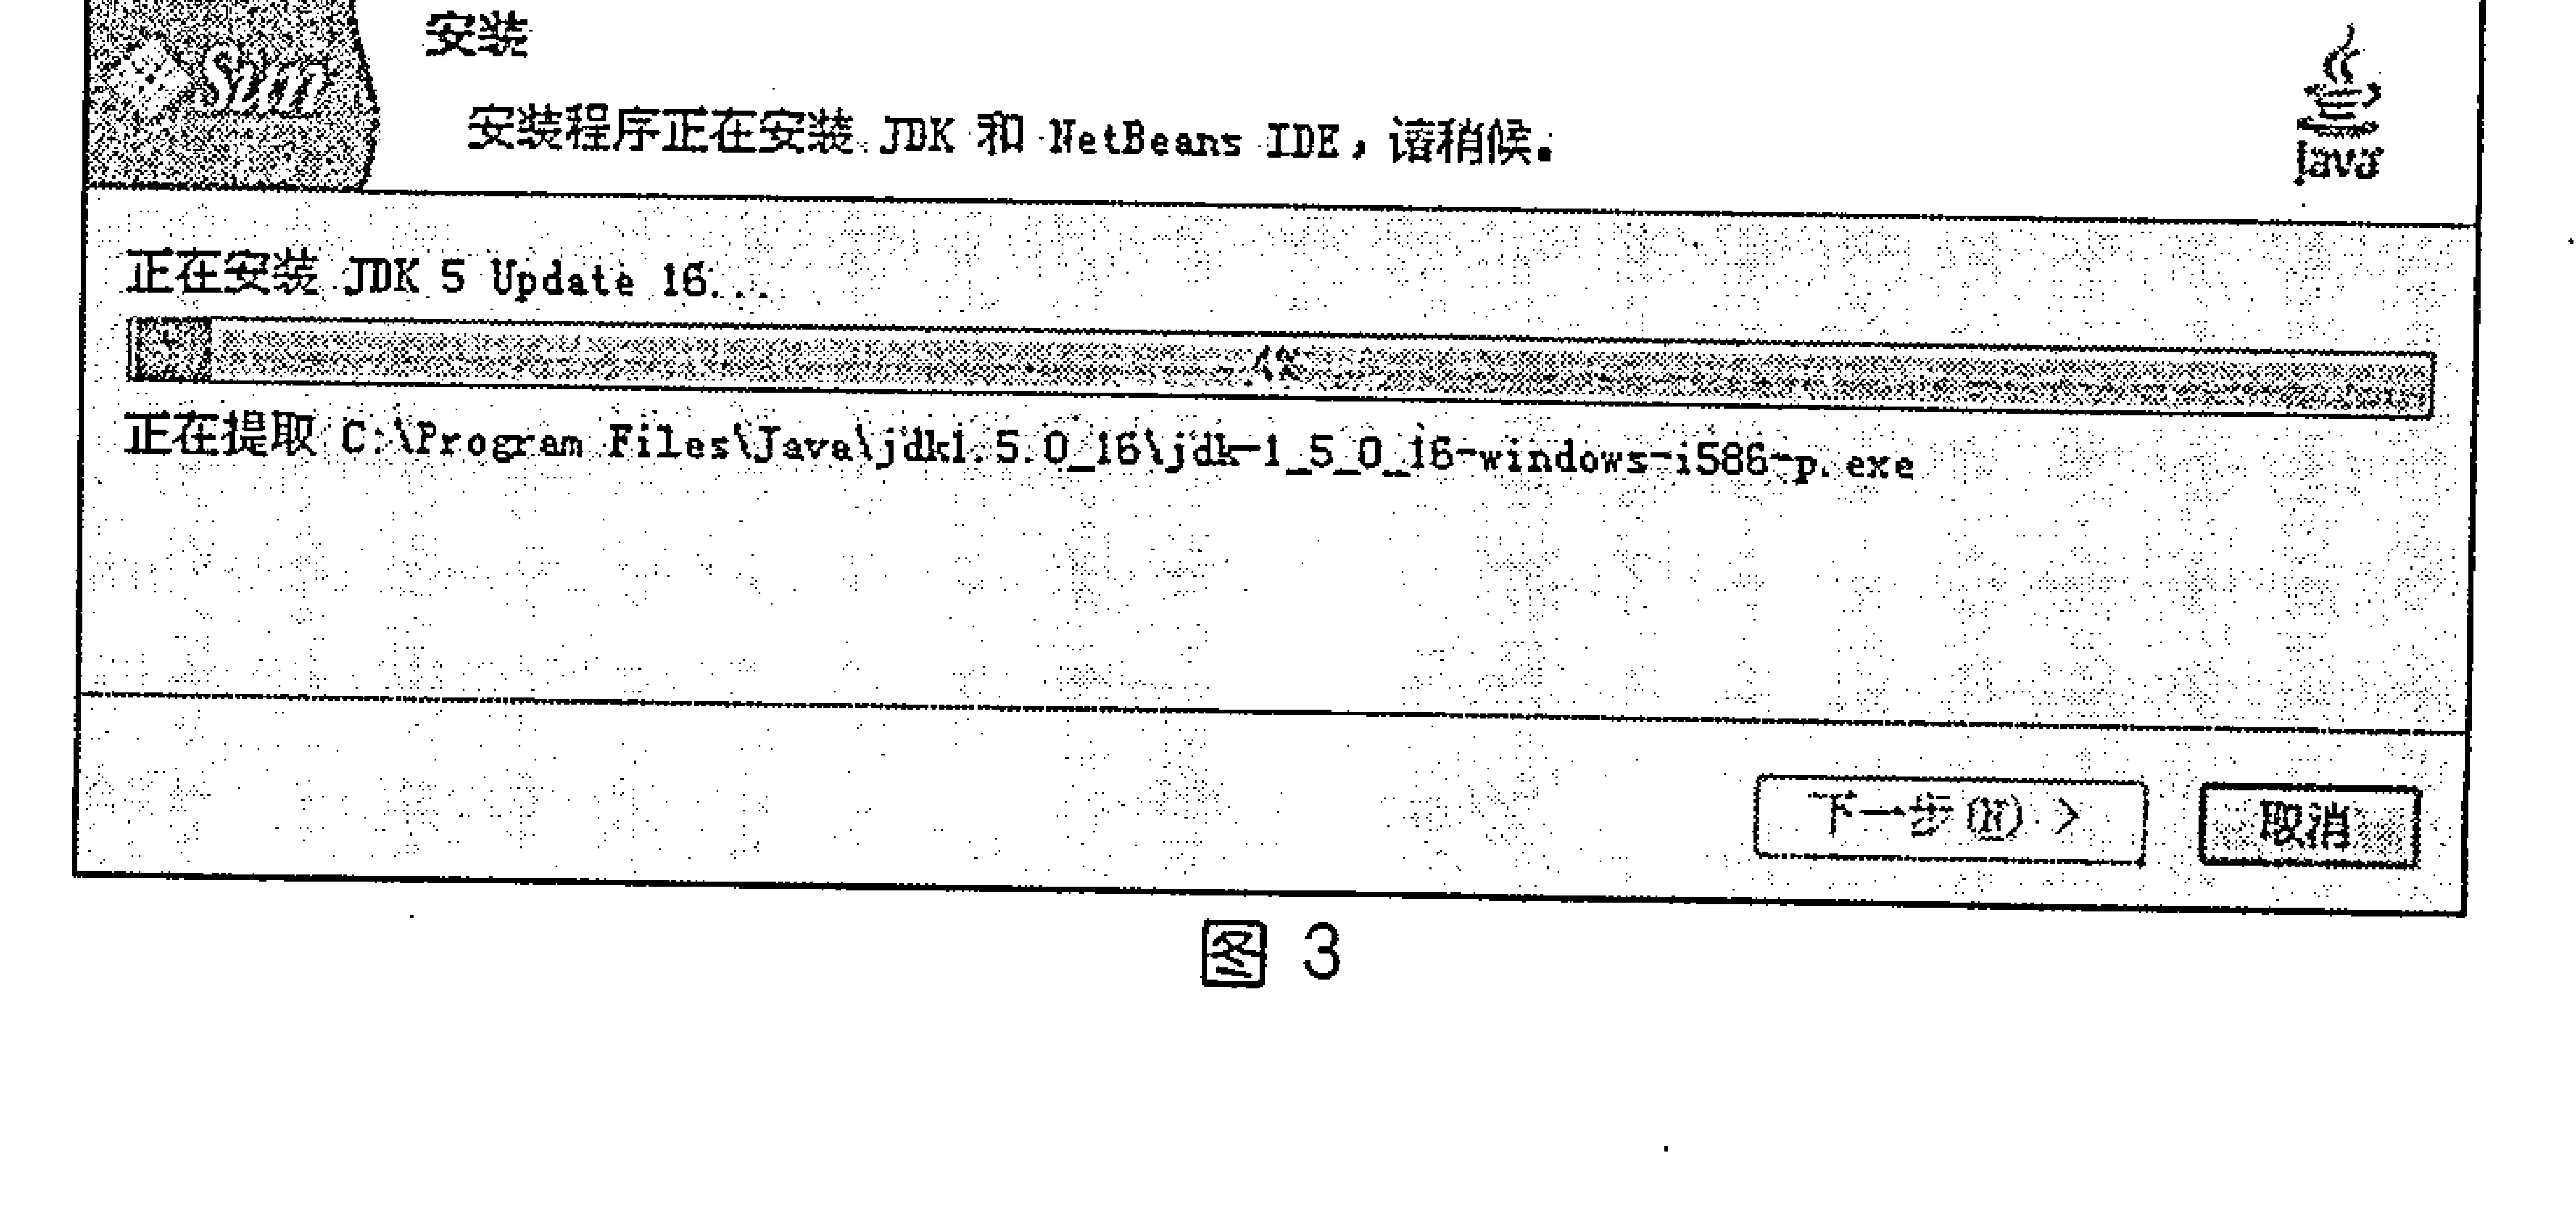 安装
Sun
安装程序正在安装 JDK 和 NetBeans IDE，请稍候。
Java
正在安装 JDK 5 Update 16...
4%
正在提取 C:\Program Files\Java\jdk1.5.0_16\jdk-1_5_0_16-windows-i586-p.exe
下一步(N) >
取消
图 3